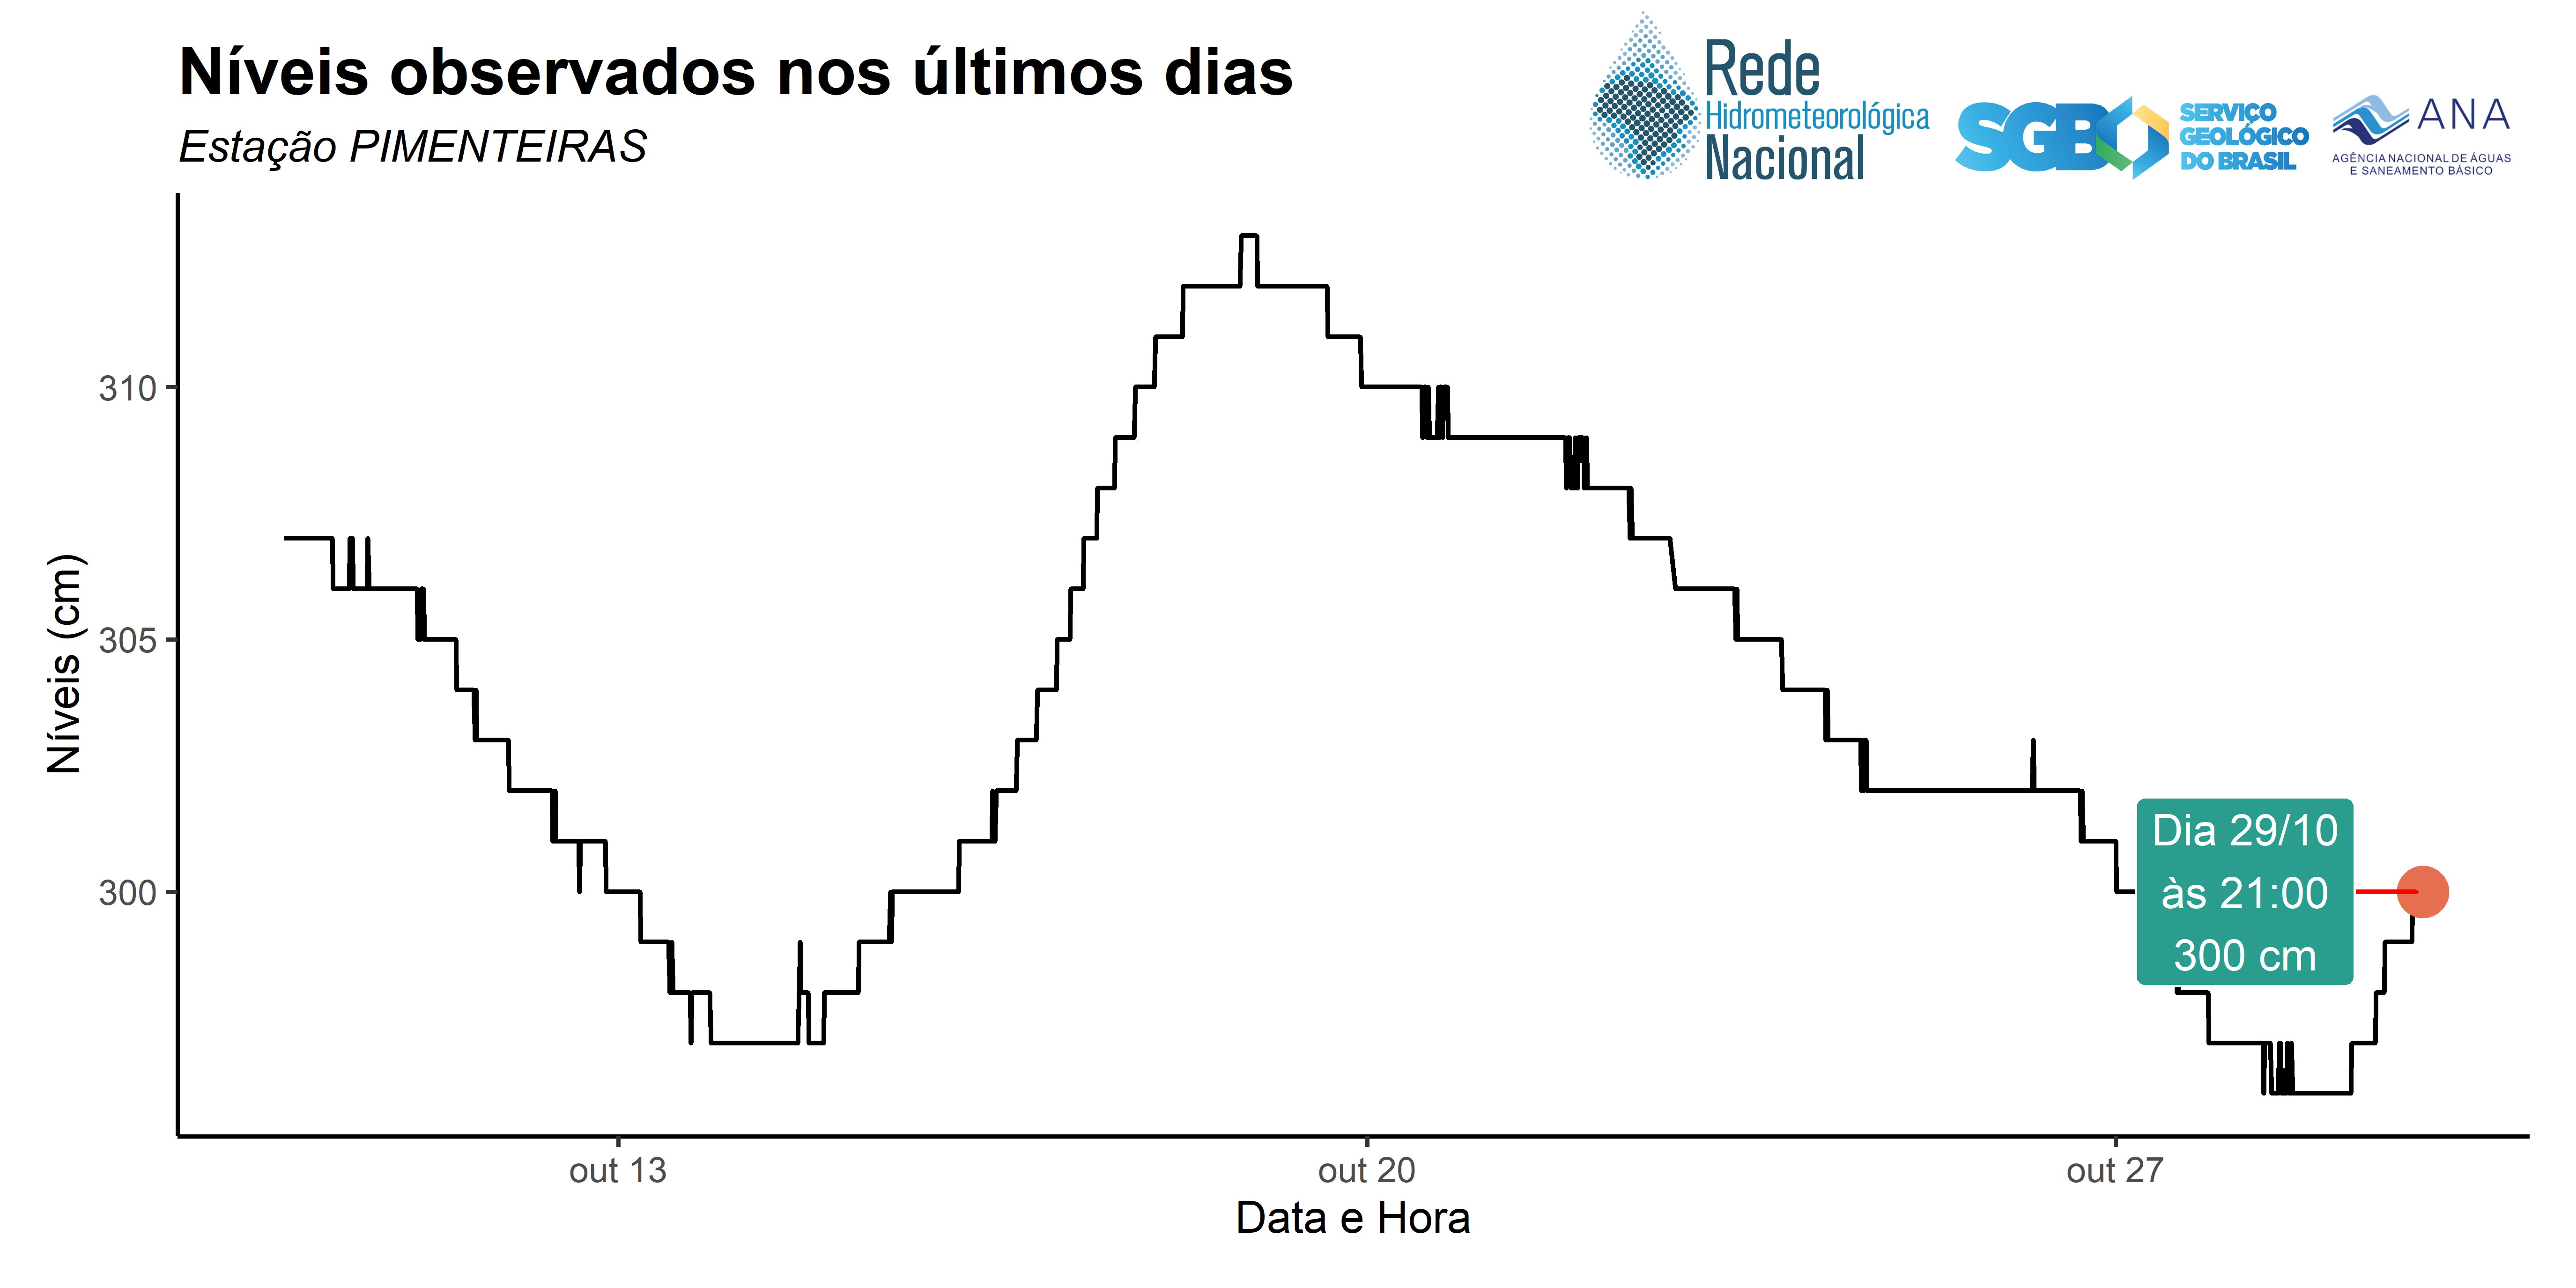 Níveis observados nos últimos dias
Estação PIMENTEIRAS
Rede
Hidrometeorológica
Nacional
SGB
SERVIÇO
GEOLÓGICO
DO BRASIL
ANA
AGÊNCIA NACIONAL DE ÁGUAS
E SANEAMENTO BÁSICO
Níveis (cm)
310
305
300
Dia 29/10
às 21:00
300 cm
out 13
out 20
out 27
Data e Hora